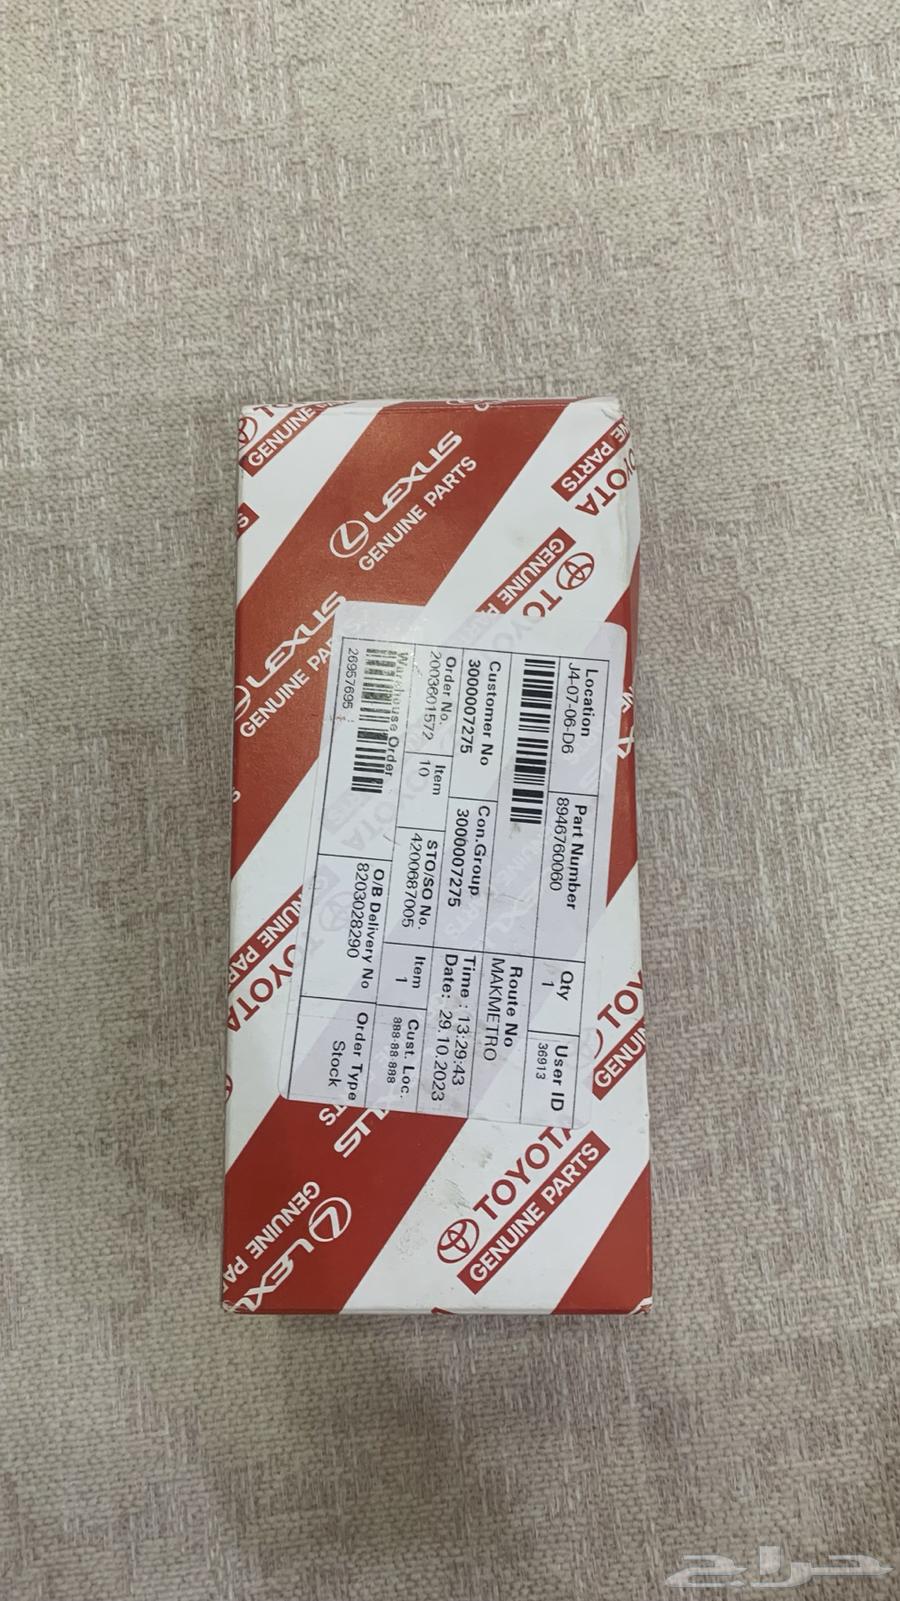 TOYOTA
GENUINE PARTS
LEXUS
GENUINE PARTS
LEXUS
GENUINE PARTS
TOYOTA
GENUINE PARTS
Location
J4-07-06-D6
Part Number
8946760060
Qty
1
User ID
36913
Route No
MAKMETRO
Customer No
3000007275
Con.Group
3000007275
Time : 13:29:43
Date: 29.10.2023
Order No.
2003601572
Item
10
STO/SO No.
4200687005
Item
1
Cust. Loc.
888-88-888
Warehouse Order
26957695
O/B Delivery No
8203028290
Order Type
Stock
TOYOTA
GENUINE PARTS
TOYOTA
GENUINE PARTS
LEXUS
GENUINE PARTS
حراج